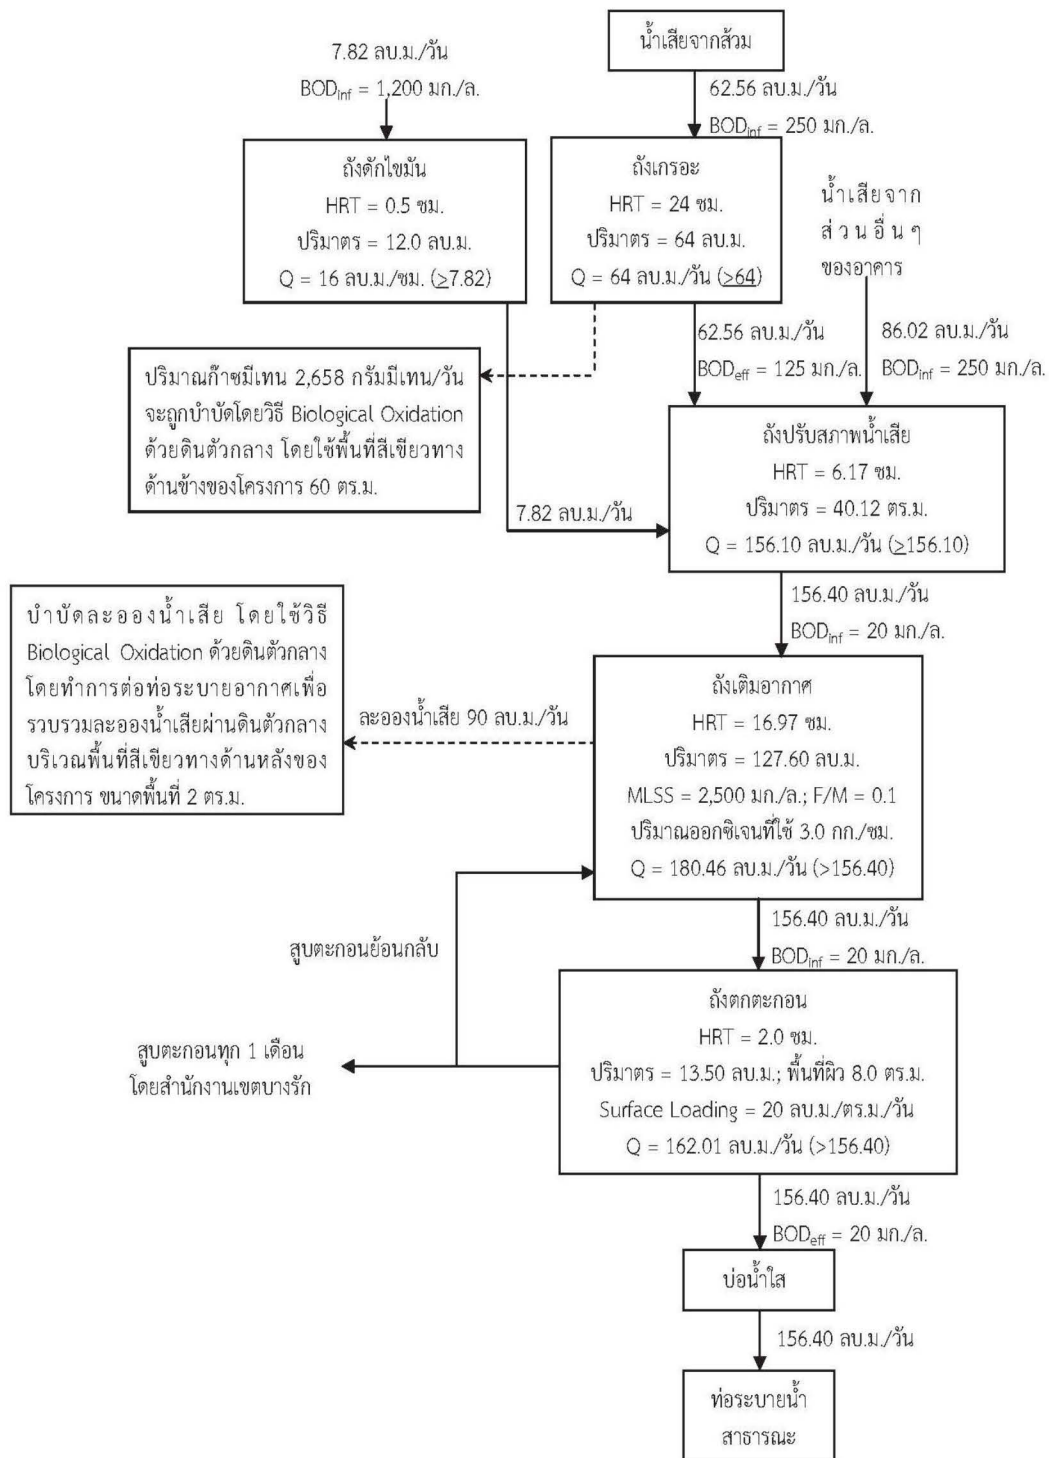 น้ำเสียจากส้วม
7.82 ลบ.ม./วัน
BODinf = 1,200 มก./ล.
62.56 ลบ.ม./วัน
BODinf = 250 มก./ล.
ถังดักไขมัน
HRT = 0.5 ซม.
ปริมาตร = 12.0 ลบ.ม.
Q = 16 ลบ.ม./ซม. (≥7.82)
ถังเกรอะ
HRT = 24 ซม.
ปริมาตร = 64 ลบ.ม.
Q = 64 ลบ.ม./วัน (≥64)
น้ำเสียจาก
ส่วนอื่นๆ
ของอาคาร
62.56 ลบ.ม./วัน
BODeff = 125 มก./ล.
86.02 ลบ.ม./วัน
BODinf = 250 มก./ล.
ปริมาณก๊าซมีเทน 2,658 กรัมมีเทน/วัน
จะถูกบำบัดโดยวิธี Biological Oxidation
ด้วยดินตัวกลาง โดยใช้พื้นที่สีเขียวทาง
ด้านข้างของโครงการ 60 ตร.ม.
7.82 ลบ.ม./วัน
ถังปรับสภาพน้ำเสีย
HRT = 6.17 ซม.
ปริมาตร = 40.12 ตร.ม.
Q = 156.10 ลบ.ม./วัน (≥156.10)
156.40 ลบ.ม./วัน
BODinf = 20 มก./ล.
บำบัดละอองน้ำเสีย โดยใช้วิธี
Biological Oxidation ด้วยดินตัวกลาง
โดยทำการต่อท่อระบายอากาศเพื่อ
รวบรวมละอองน้ำเสียผ่านดินตัวกลาง
บริเวณพื้นที่สีเขียวทางด้านหลังของ
โครงการ ขนาดพื้นที่ 2 ตร.ม.
ละอองน้ำเสีย 90 ลบ.ม./วัน
ถังเติมอากาศ
HRT = 16.97 ซม.
ปริมาตร = 127.60 ลบ.ม.
MLSS = 2,500 มก./ล.; F/M = 0.1
ปริมาณออกซิเจนที่ใช้ 3.0 กก./ซม.
Q = 180.46 ลบ.ม./วัน (>156.40)
156.40 ลบ.ม./วัน
BODinf = 20 มก./ล.
สูบตะกอนย้อนกลับ
สูบตะกอนทุก 1 เดือน
โดยสำนักงานเขตบางรัก
ถังตกตะกอน
HRT = 2.0 ซม.
ปริมาตร = 13.50 ลบ.ม.; พื้นที่ผิว 8.0 ตร.ม.
Surface Loading = 20 ลบ.ม./ตร.ม./วัน
Q = 162.01 ลบ.ม./วัน (>156.40)
156.40 ลบ.ม./วัน
BODeff = 20 มก./ล.
บ่อน้ำใส
156.40 ลบ.ม./วัน
ท่อระบายน้ำ
สาธารณะ